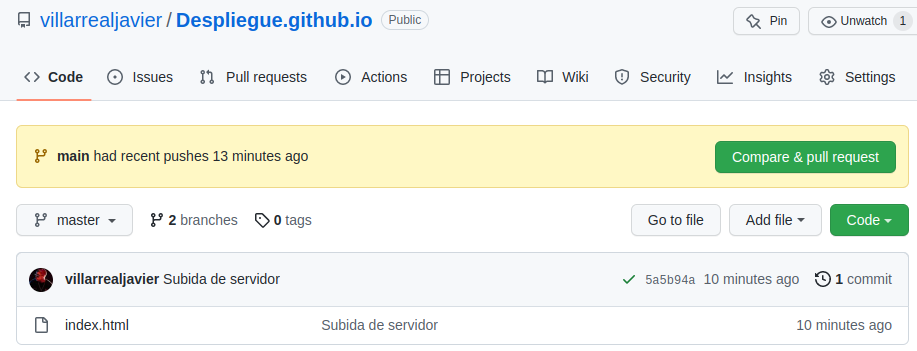 villarrealjavier / Despliegue.github.io Public Pin Unwatch 1
Code Issues Pull requests Actions Projects Wiki Security Insights Settings
main had recent pushes 13 minutes ago Compare & pull request
master 2 branches 0 tags Go to file Add file Code
villarrealjavier Subida de servidor 5a5b94a 10 minutes ago 1 commit
index.html Subida de servidor 10 minutes ago